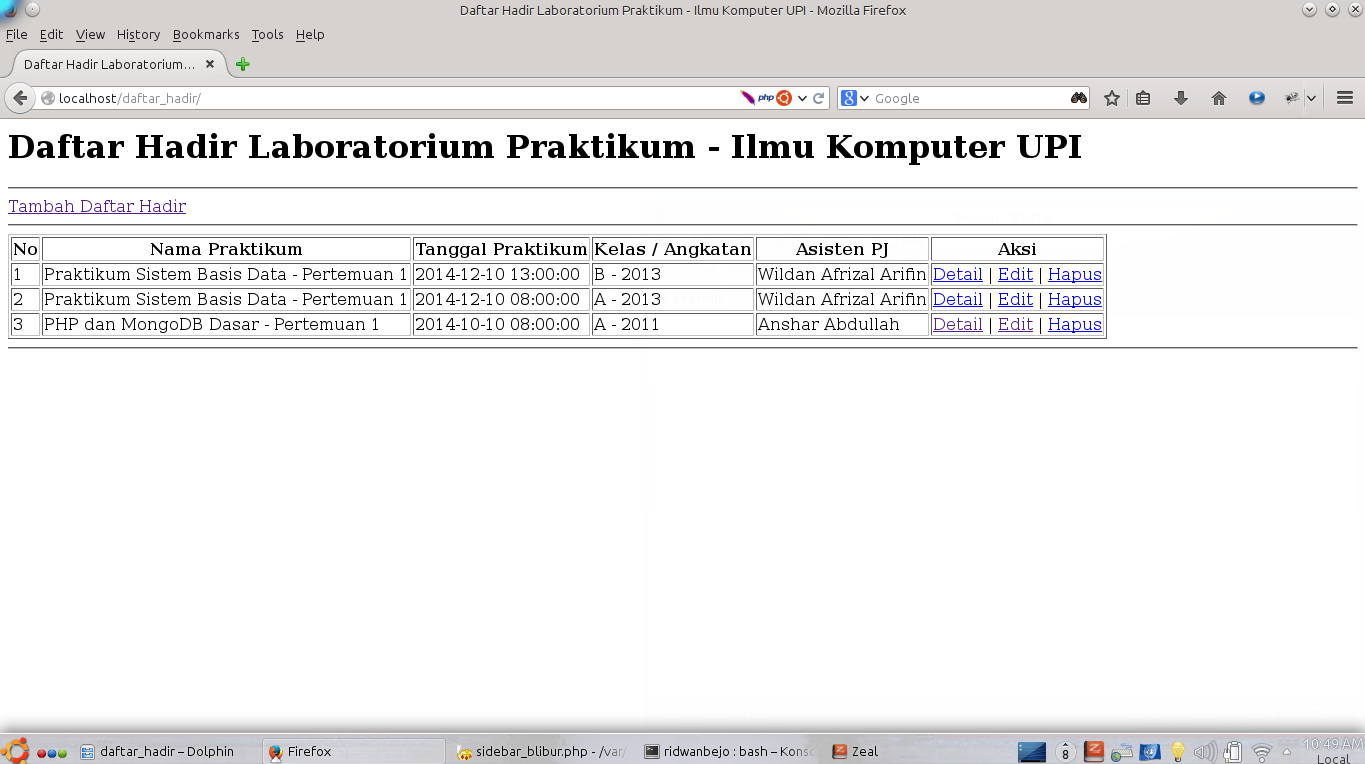 Daftar Hadir Laboratorium Praktikum - Ilmu Komputer UPI - Mozilla Firefox
File Edit View History Bookmarks Tools Help
Daftar Hadir Laboratorium...
localhost/daftar_hadir/ php Google
Daftar Hadir Laboratorium Praktikum - Ilmu Komputer UPI
Tambah Daftar Hadir
No Nama Praktikum Tanggal Praktikum Kelas / Angkatan Asisten PJ Aksi
1 Praktikum Sistem Basis Data - Pertemuan 1 2014-12-10 13:00:00 B - 2013 Wildan Afrizal Arifin Detail | Edit | Hapus
2 Praktikum Sistem Basis Data - Pertemuan 1 2014-12-10 08:00:00 A - 2013 Wildan Afrizal Arifin Detail | Edit | Hapus
3 PHP dan MongoDB Dasar - Pertemuan 1 2014-10-10 08:00:00 A - 2011 Anshar Abdullah Detail | Edit | Hapus
daftar_hadir – Dolphin Firefox sidebar_blibur.php - /var/ ridwanbejo : bash – Konso Zeal 8 10:49 AM
Local